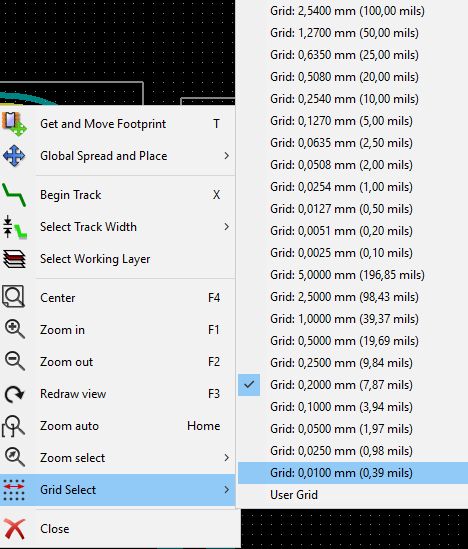 Get and Move Footprint T
Global Spread and Place
Begin Track X
Select Track Width
Select Working Layer
Center F4
Zoom in F1
Zoom out F2
Redraw view F3
Zoom auto Home
Zoom select
Grid Select
Close
Grid: 2,5400 mm (100,00 mils)
Grid: 1,2700 mm (50,00 mils)
Grid: 0,6350 mm (25,00 mils)
Grid: 0,5080 mm (20,00 mils)
Grid: 0,2540 mm (10,00 mils)
Grid: 0,1270 mm (5,00 mils)
Grid: 0,0635 mm (2,50 mils)
Grid: 0,0508 mm (2,00 mils)
Grid: 0,0254 mm (1,00 mils)
Grid: 0,0127 mm (0,50 mils)
Grid: 0,0051 mm (0,20 mils)
Grid: 0,0025 mm (0,10 mils)
Grid: 5,0000 mm (196,85 mils)
Grid: 2,5000 mm (98,43 mils)
Grid: 1,0000 mm (39,37 mils)
Grid: 0,5000 mm (19,69 mils)
Grid: 0,2500 mm (9,84 mils)
Grid: 0,2000 mm (7,87 mils)
Grid: 0,1000 mm (3,94 mils)
Grid: 0,0500 mm (1,97 mils)
Grid: 0,0250 mm (0,98 mils)
Grid: 0,0100 mm (0,39 mils)
User Grid